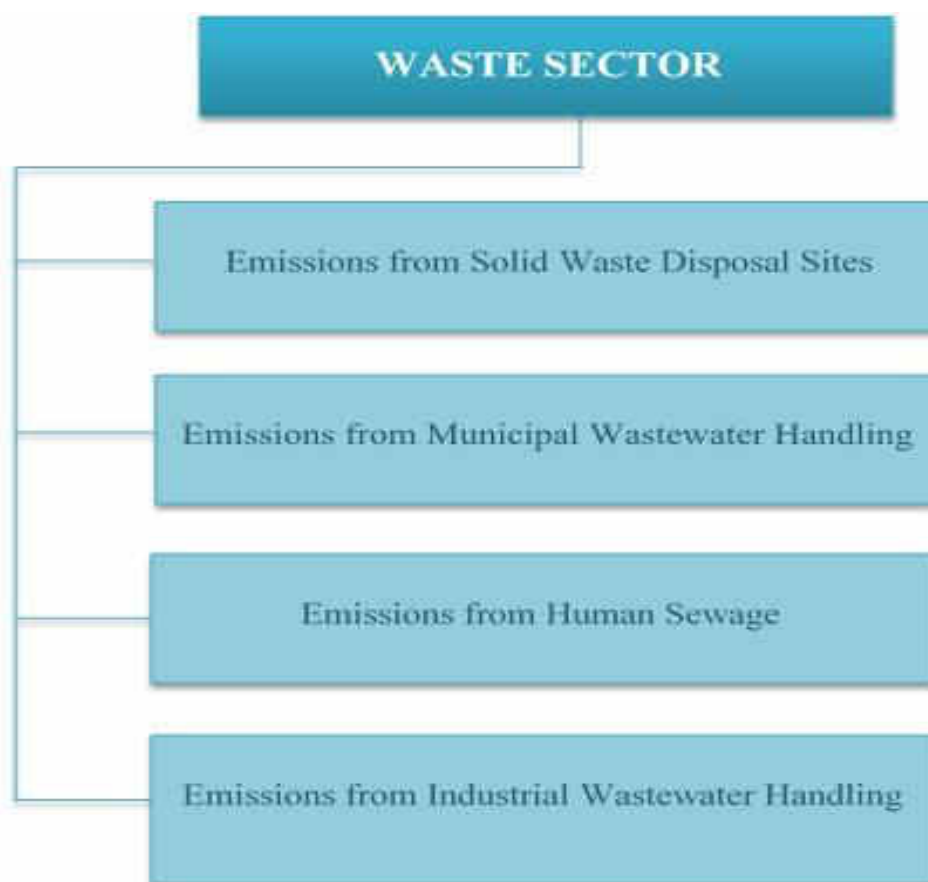 WASTE SECTOR
Emissions from Solid Waste Disposal Sites
Emissions from Municipal Wastewater Handling
Emissions from Human Sewage
Emissions from Industrial Wastewater Handling